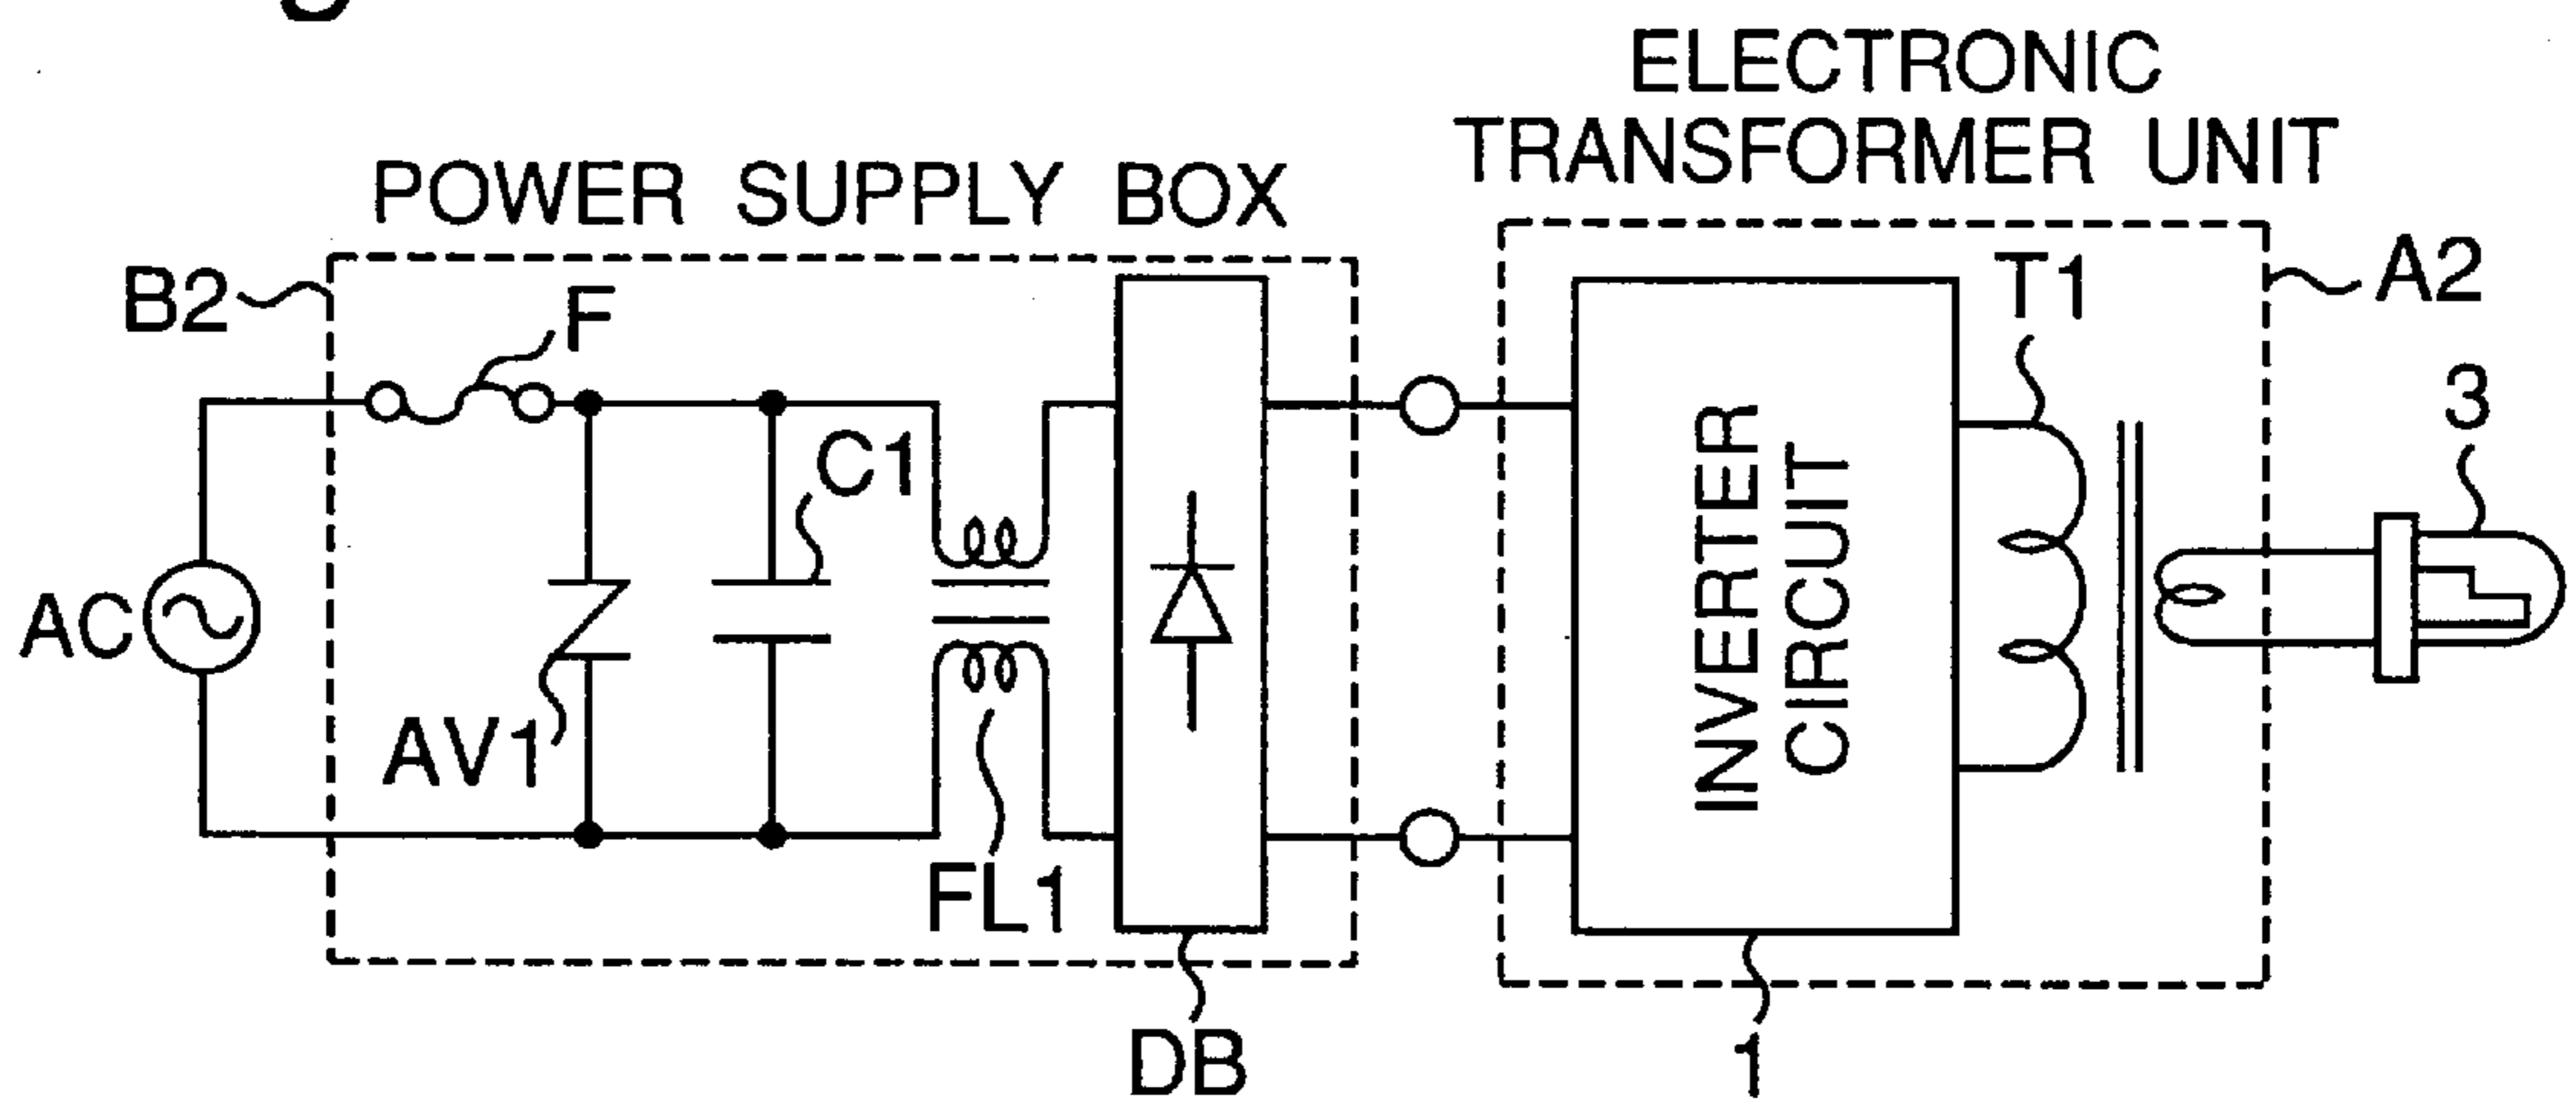 ELECTRONIC
TRANSFORMER UNIT
POWER SUPPLY BOX
B2
F
T1
A2
3
C1
INVERTER
CIRCUIT
AC
AV1
FL1
DB
1